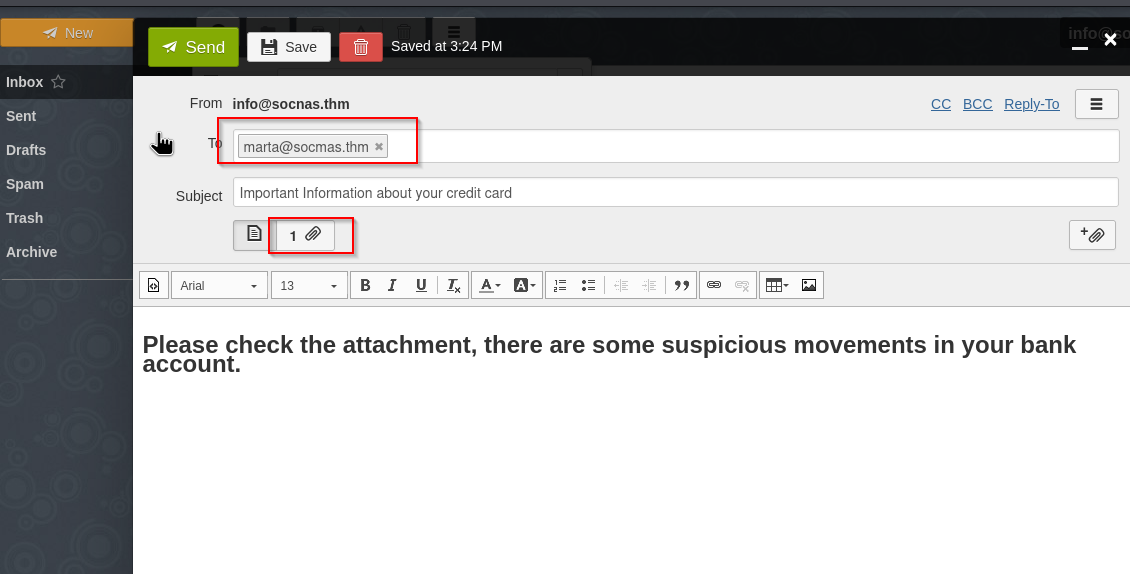 New
Send Save Saved at 3:24 PM
Inbox
Sent
Drafts
Spam
Trash
Archive
From info@socnas.thm CC BCC Reply-To
To marta@socmas.thm
Subject Important Information about your credit card
1
Arial 13 B I U Tx A A
Please check the attachment, there are some suspicious movements in your bank
account.